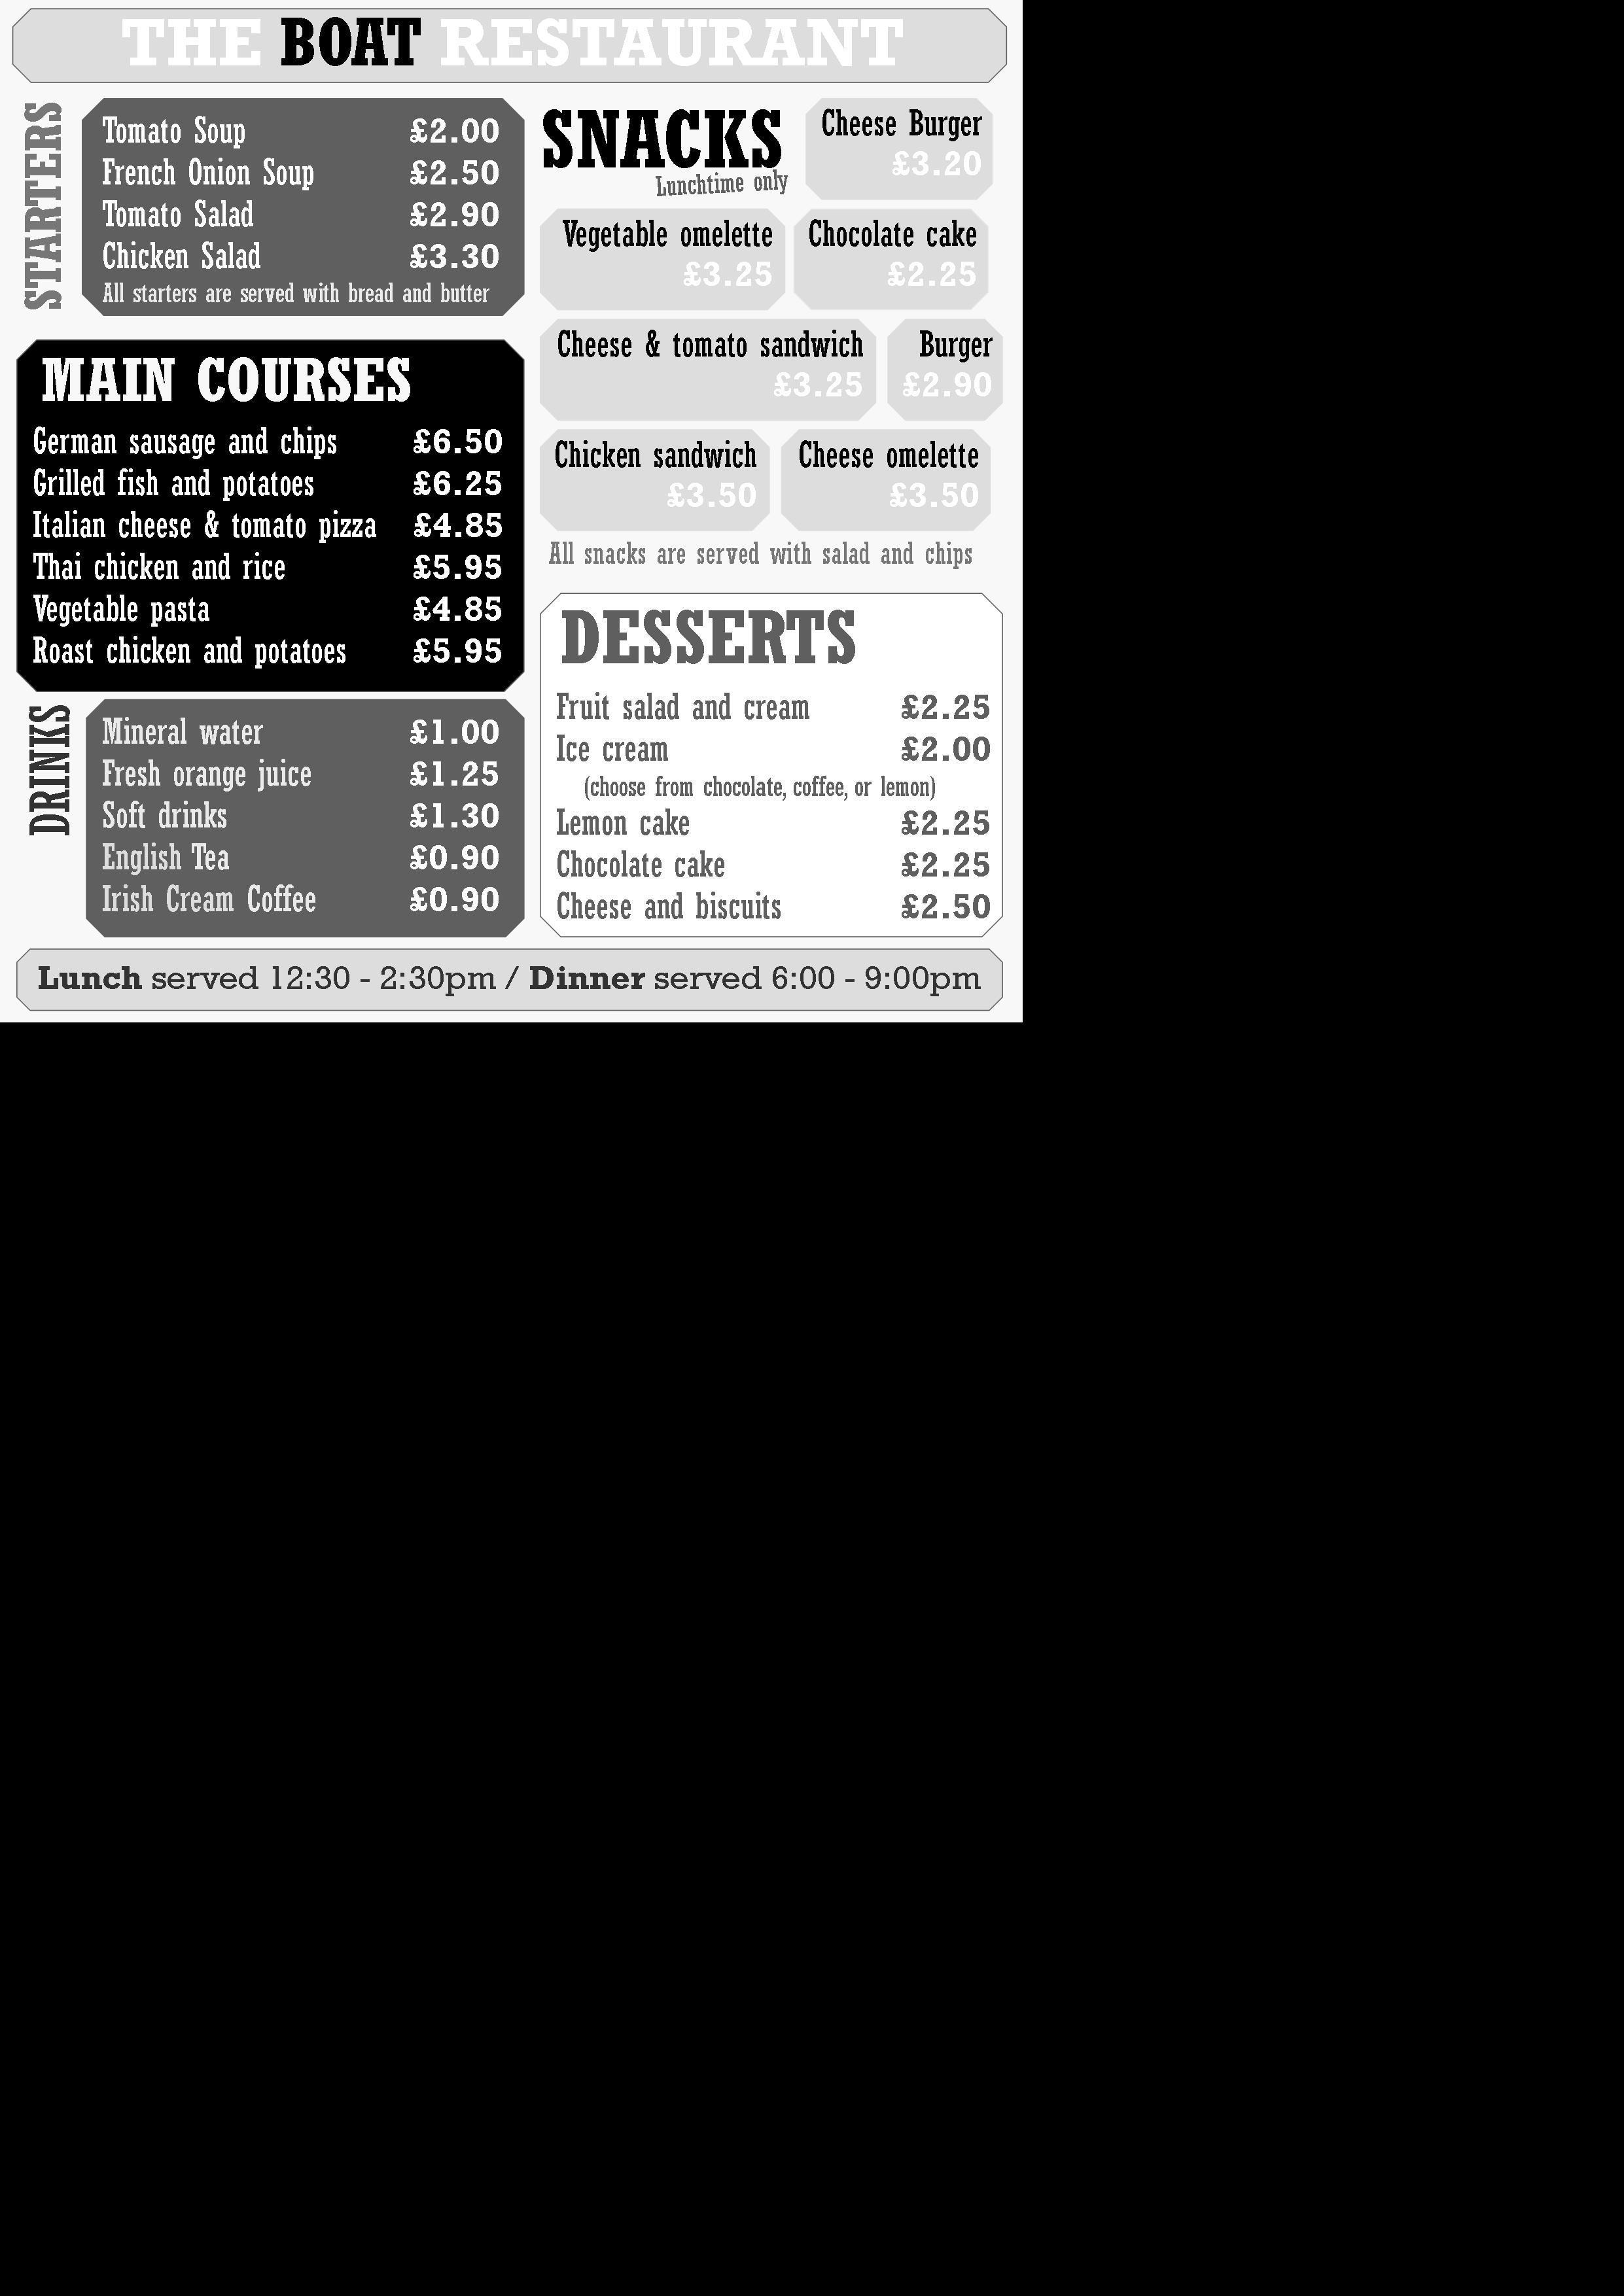 THE BOAT RESTAURANT
STARTERS
Tomato Soup £2.00
French Onion Soup £2.50
Tomato Salad £2.90
Chicken Salad £3.30
All starters are served with bread and butter
MAIN COURSES
German sausage and chips £6.50
Grilled fish and potatoes £6.25
Italian cheese & tomato pizza £4.85
Thai chicken and rice £5.95
Vegetable pasta £4.85
Roast chicken and potatoes £5.95
DRINKS
Mineral water £1.00
Fresh orange juice £1.25
Soft drinks £1.30
English Tea £0.90
Irish Cream Coffee £0.90
SNACKS
Lunchtime only
Cheese Burger
£3.20
Vegetable omelette
£3.25
Chocolate cake
£2.25
Cheese & tomato sandwich
£3.25
Burger
£2.90
Chicken sandwich
£3.50
Cheese omelette
£3.50
All snacks are served with salad and chips
DESSERTS
Fruit salad and cream £2.25
Ice cream £2.00
(choose from chocolate, coffee, or lemon)
Lemon cake £2.25
Chocolate cake £2.25
Cheese and biscuits £2.50
Lunch served 12:30 - 2:30pm / Dinner served 6:00 - 9:00pm